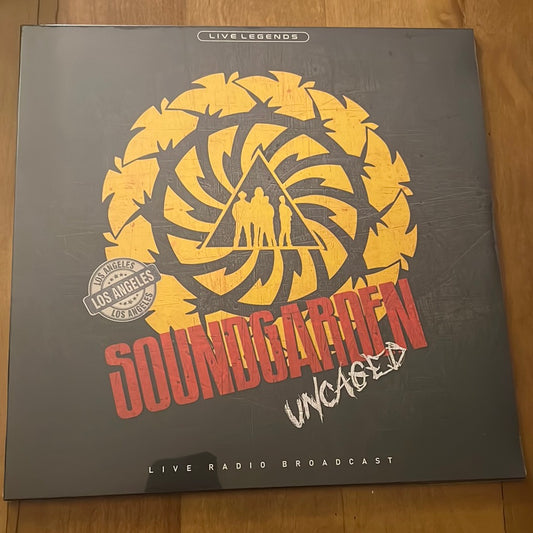 LIVE LEGENDS
LOS ANGELES
LOS ANGELES
LOS ANGELES
SOUNDGARDEN
UNCAGED
LIVE RADIO BROADCAST